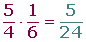 5/4 · 1/6 = 5/24